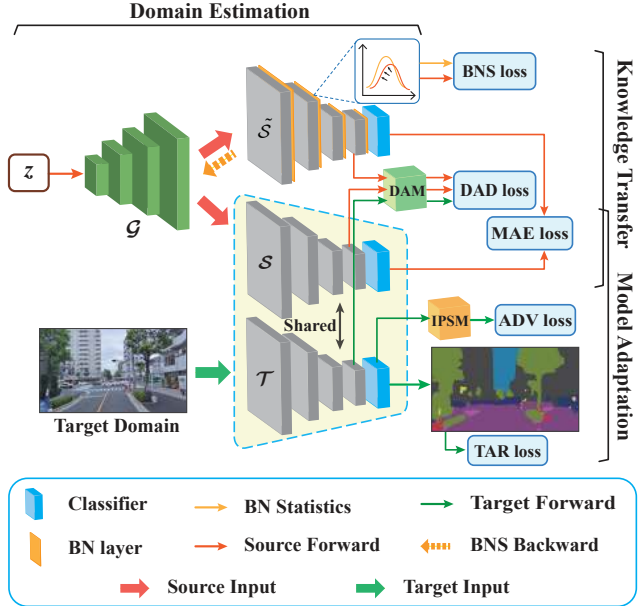 Domain Estimation
BNS loss
S̃
z
DAM
DAD loss
G
MAE loss
S
Knowledge Transfer
Shared
IPSM
ADV loss
T
Model Adaptation
Target Domain
TAR loss
Classifier
BN Statistics
Target Forward
BN layer
Source Forward
BNS Backward
Source Input
Target Input